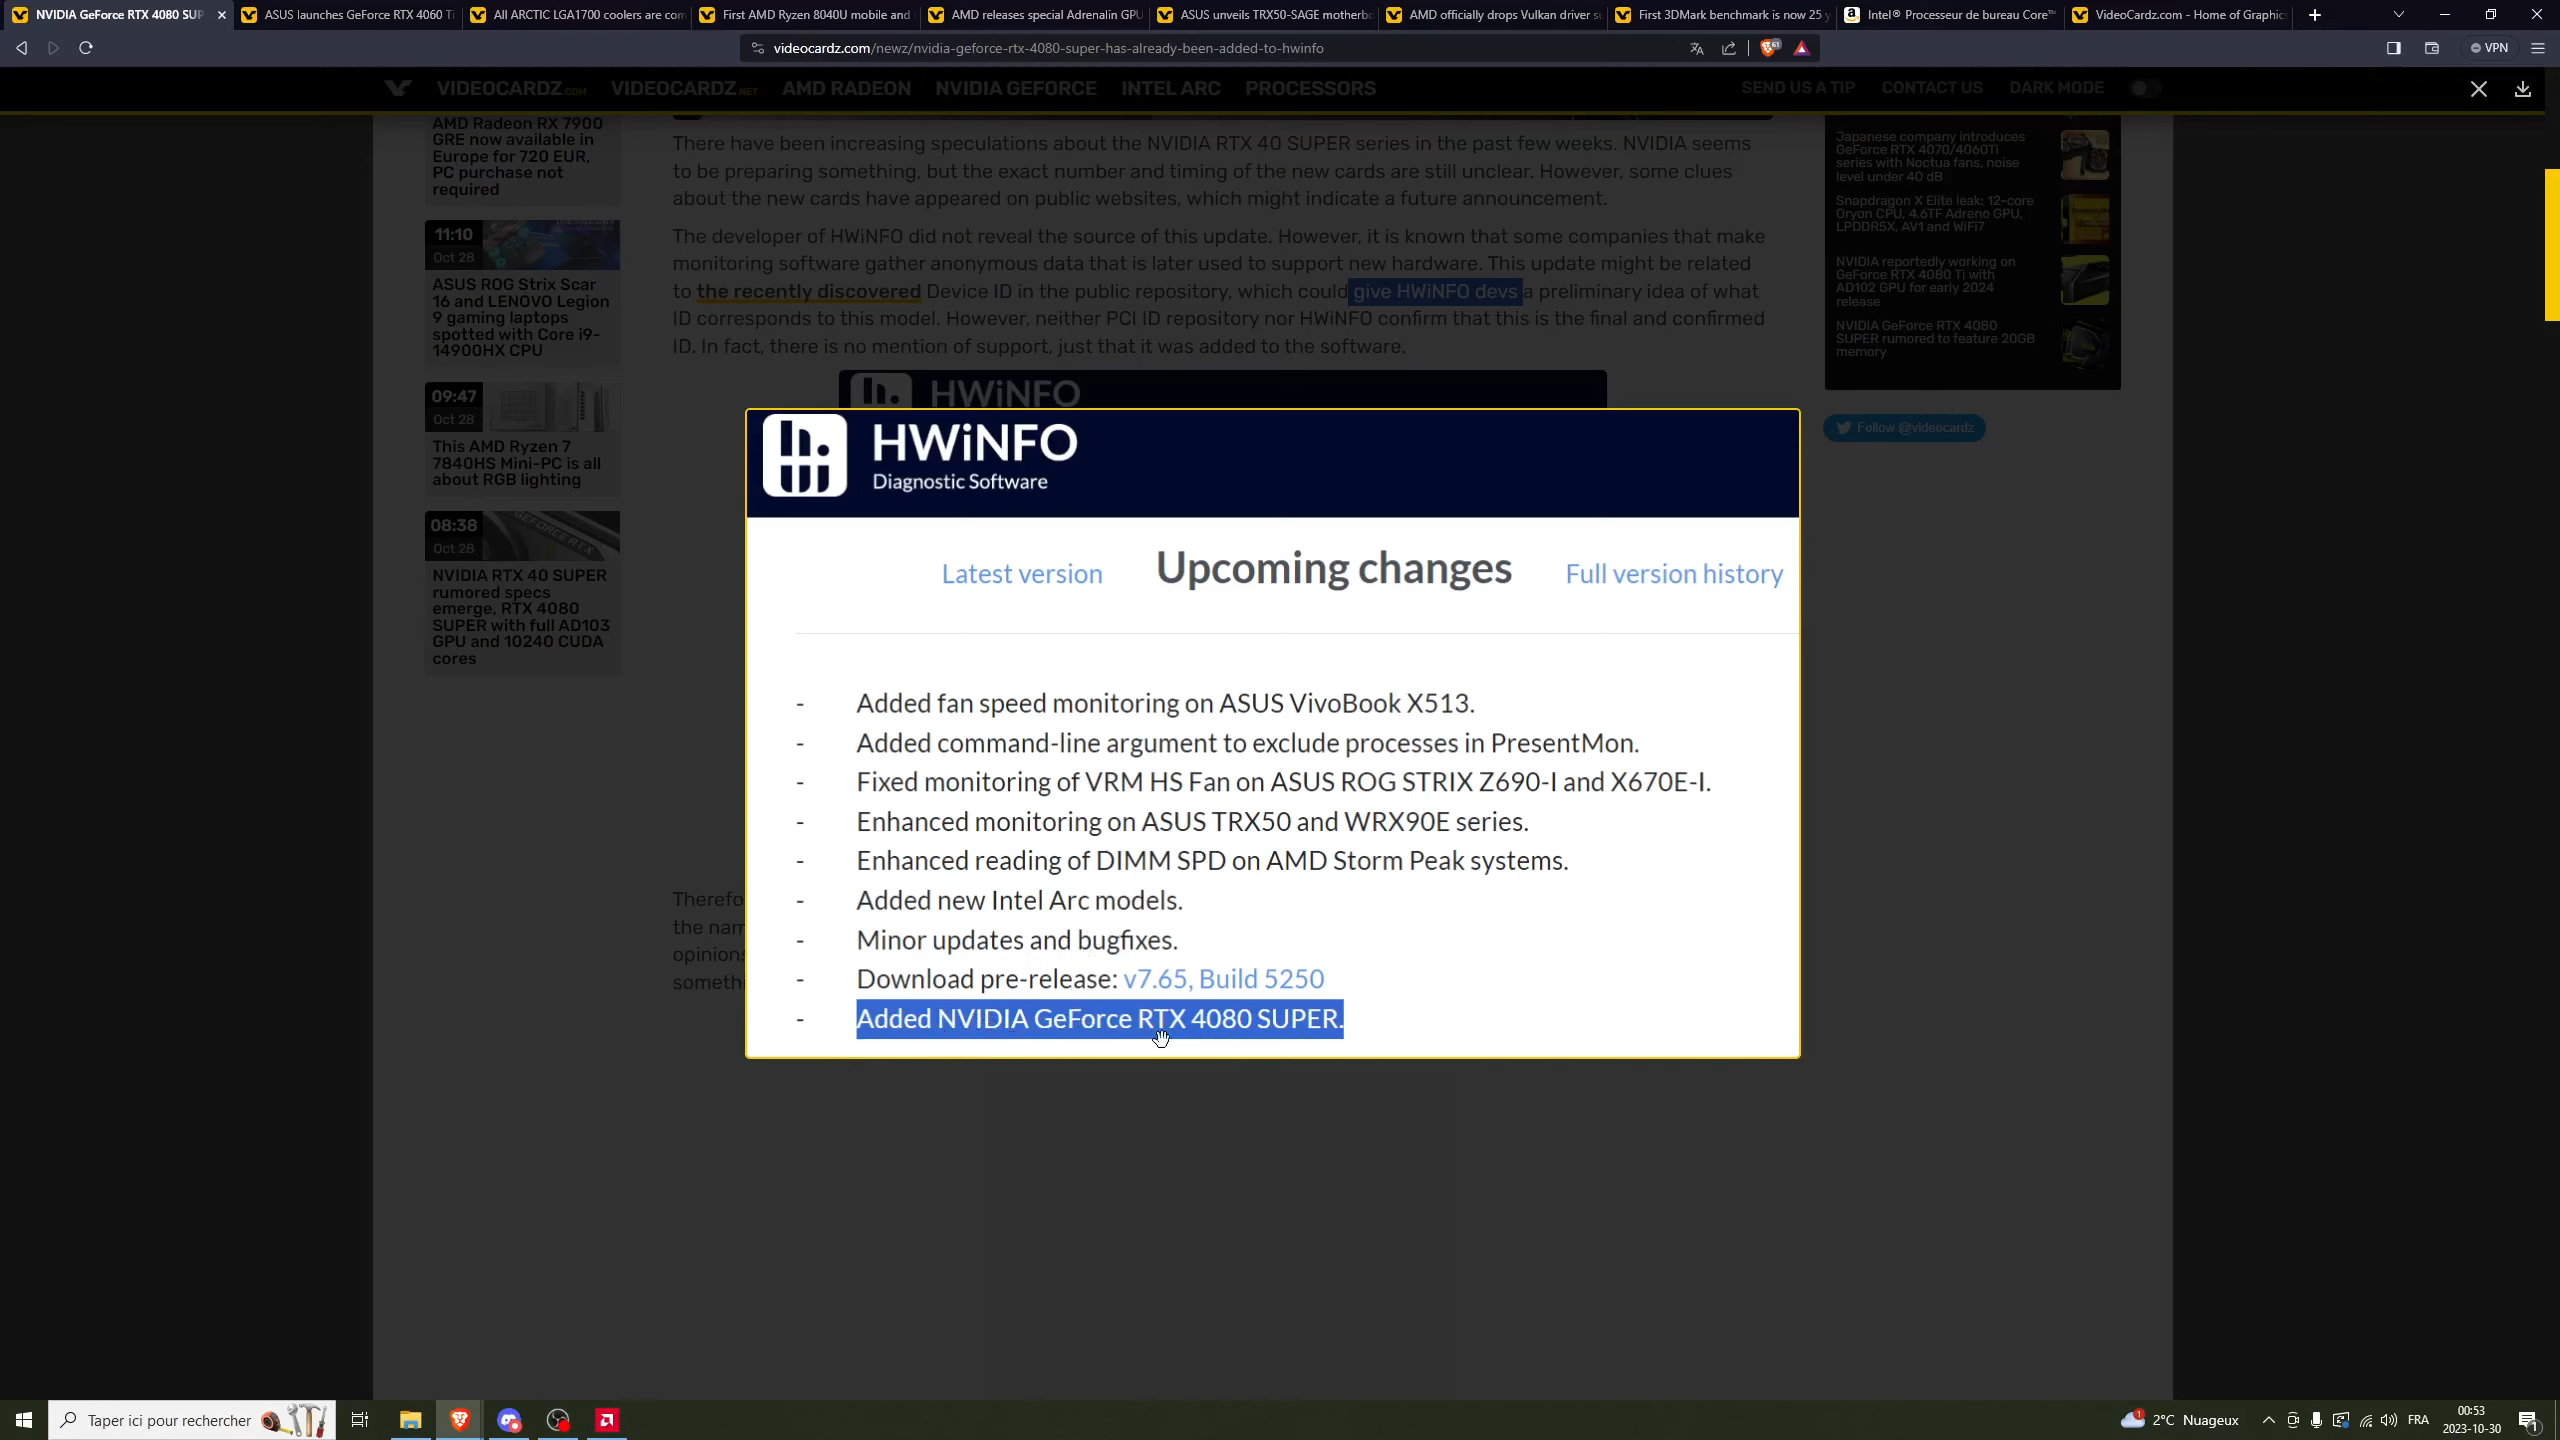 NVIDIA GeForce RTX 4080 SUP
ASUS launches GeForce RTX 4060 Ti
All ARCTIC LGA1700 coolers are com
First AMD Ryzen 8040U mobile and
AMD releases special Adrenalin GPU
ASUS unveils TRX50-SAGE motherbo
AMD officially drops Vulkan driver su
First 3DMark benchmark is now 25 y
Intel® Processeur de bureau Core™
VideoCardz.com - Home of Graphic
videocardz.com/newz/nvidia-geforce-rtx-4080-super-has-already-been-added-to-hwinfo
VPN
VIDEOCARDZ.COM
VIDEOCARDZ.NET
AMD RADEON
NVIDIA GEFORCE
INTEL ARC
PROCESSORS
SEND US A TIP
CONTACT US
DARK MODE
AMD Radeon RX 7900
GRE now available in
Europe for 720 EUR,
PC purchase not
required
11:10
Oct 28
ASUS ROG Strix Scar
16 and LENOVO Legion
9 gaming laptops
spotted with Core i9-
14900HX CPU
09:47
Oct 28
This AMD Ryzen 7
7840HS Mini-PC is all
about RGB lighting
08:38
Oct 28
GEFORCE RTX
NVIDIA RTX 40 SUPER
rumored specs
emerge, RTX 4080
SUPER with full AD103
GPU and 10240 CUDA
cores
There have been increasing speculations about the NVIDIA RTX 40 SUPER series in the past few weeks. NVIDIA seems
to be preparing something, but the exact number and timing of the new cards are still unclear. However, some clues
about the new cards have appeared on public websites, which might indicate a future announcement.
The developer of HWiNFO did not reveal the source of this update. However, it is known that some companies that make
monitoring software gather anonymous data that is later used to support new hardware. This update might be related
to the recently discovered Device ID in the public repository, which could give HWiNFO devs a preliminary idea of what
ID corresponds to this model. However, neither PCI ID repository nor HWiNFO confirm that this is the final and confirmed
ID. In fact, there is no mention of support, just that it was added to the software.
HWiNFO
HWiNFO
Diagnostic Software
Latest version
Upcoming changes
Full version history
- Added fan speed monitoring on ASUS VivoBook X513.
- Added command-line argument to exclude processes in PresentMon.
- Fixed monitoring of VRM HS Fan on ASUS ROG STRIX Z690-I and X670E-I.
- Enhanced monitoring on ASUS TRX50 and WRX90E series.
- Enhanced reading of DIMM SPD on AMD Storm Peak systems.
- Added new Intel Arc models.
- Minor updates and bugfixes.
- Download pre-release: v7.65, Build 5250
- Added NVIDIA GeForce RTX 4080 SUPER.
Therefo
the nam
opinions
someth
Japanese company introduces
GeForce RTX 4070/4060Ti
series with Noctua fans, noise
level under 40 dB
Snapdragon X Elite leak: 12-core
Oryon CPU, 4.6TF Adreno GPU,
LPDDR5X, AV1 and WiFi7
NVIDIA reportedly working on
GeForce RTX 4080 Ti with
AD102 GPU for early 2024
release
NVIDIA GeForce RTX 4080
SUPER rumored to feature 20GB
memory
Follow @videocardz
Taper ici pour rechercher
2°C Nuageux
FRA
00:53
2023-10-30